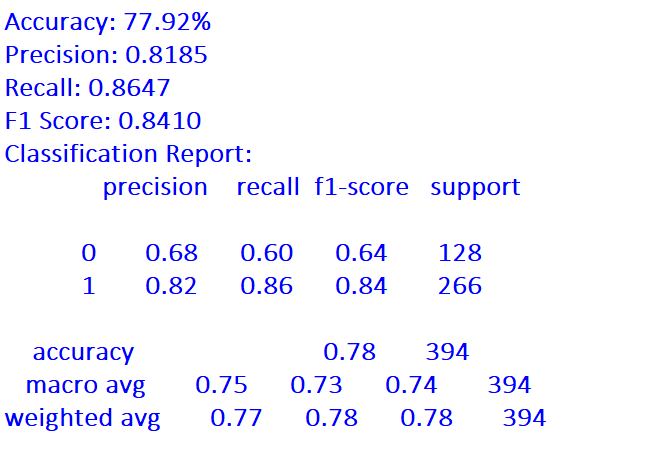 Accuracy: 77.92%
Precision: 0.8185
Recall: 0.8647
F1 Score: 0.8410
Classification Report:
precision recall f1-score support
0 0.68 0.60 0.64 128
1 0.82 0.86 0.84 266
accuracy 0.78 394
macro avg 0.75 0.73 0.74 394
weighted avg 0.77 0.78 0.78 394